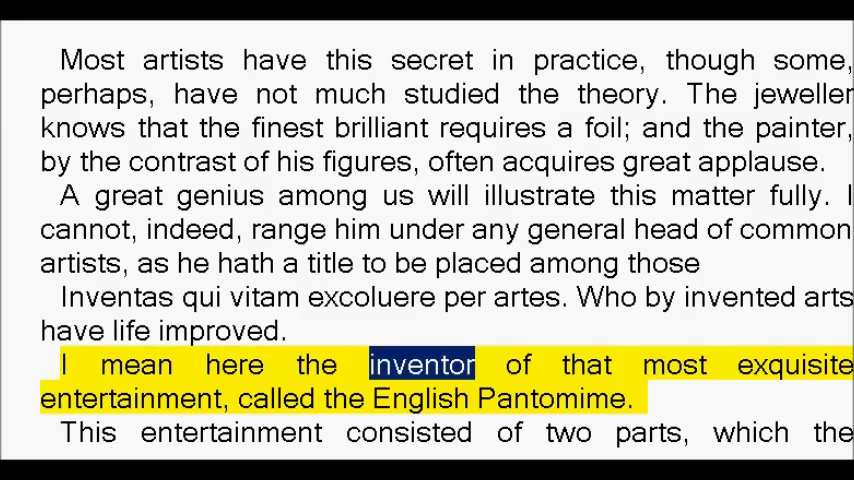 Most artists have this secret in practice, though some,
perhaps, have not much studied the theory. The jeweller
knows that the finest brilliant requires a foil; and the painter,
by the contrast of his figures, often acquires great applause.
A great genius among us will illustrate this matter fully. I
cannot, indeed, range him under any general head of common
artists, as he hath a title to be placed among those
Inventas qui vitam excoluere per artes. Who by invented arts
have life improved.
I mean here the inventor of that most exquisite
entertainment, called the English Pantomime.
This entertainment consisted of two parts, which the